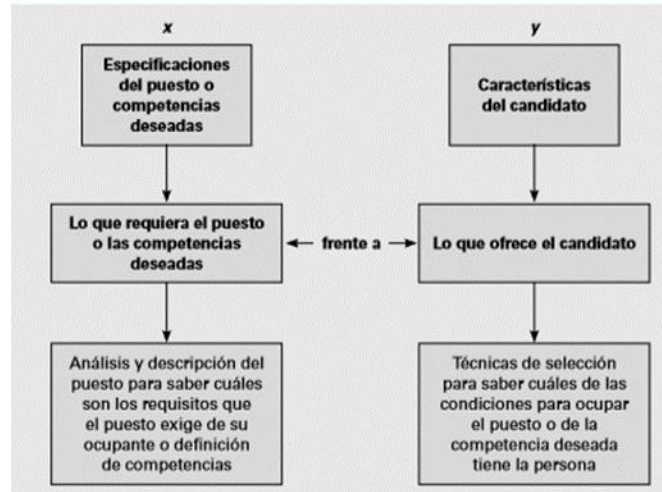 x
Especificaciones
del puesto o
competencias
deseadas
Lo que requiera el puesto
o las competencias
deseadas
Análisis y descripción del
puesto para saber cuáles
son los requisitos que
el puesto exige de su
ocupante o definición
de competencias
frente a
y
Características
del candidato
Lo que ofrece el candidato
Técnicas de selección
para saber cuáles de las
condiciones para ocupar
el puesto o de la
competencia deseada
tiene la persona